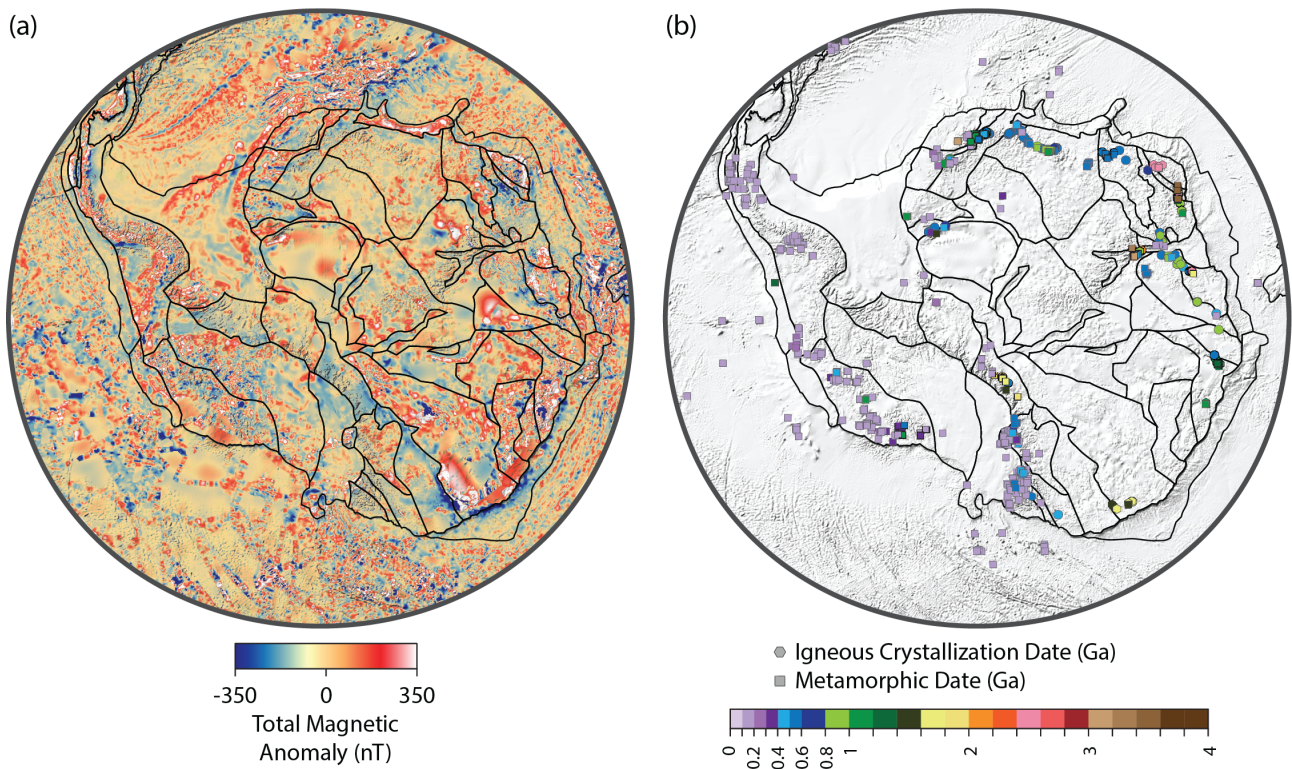 (a)
(b)
-350 0 350
Total Magnetic
Anomaly (nT)
Igneous Crystallization Date (Ga)
Metamorphic Date (Ga)
0 0.2 0.4 0.6 0.8 1 2 3 4